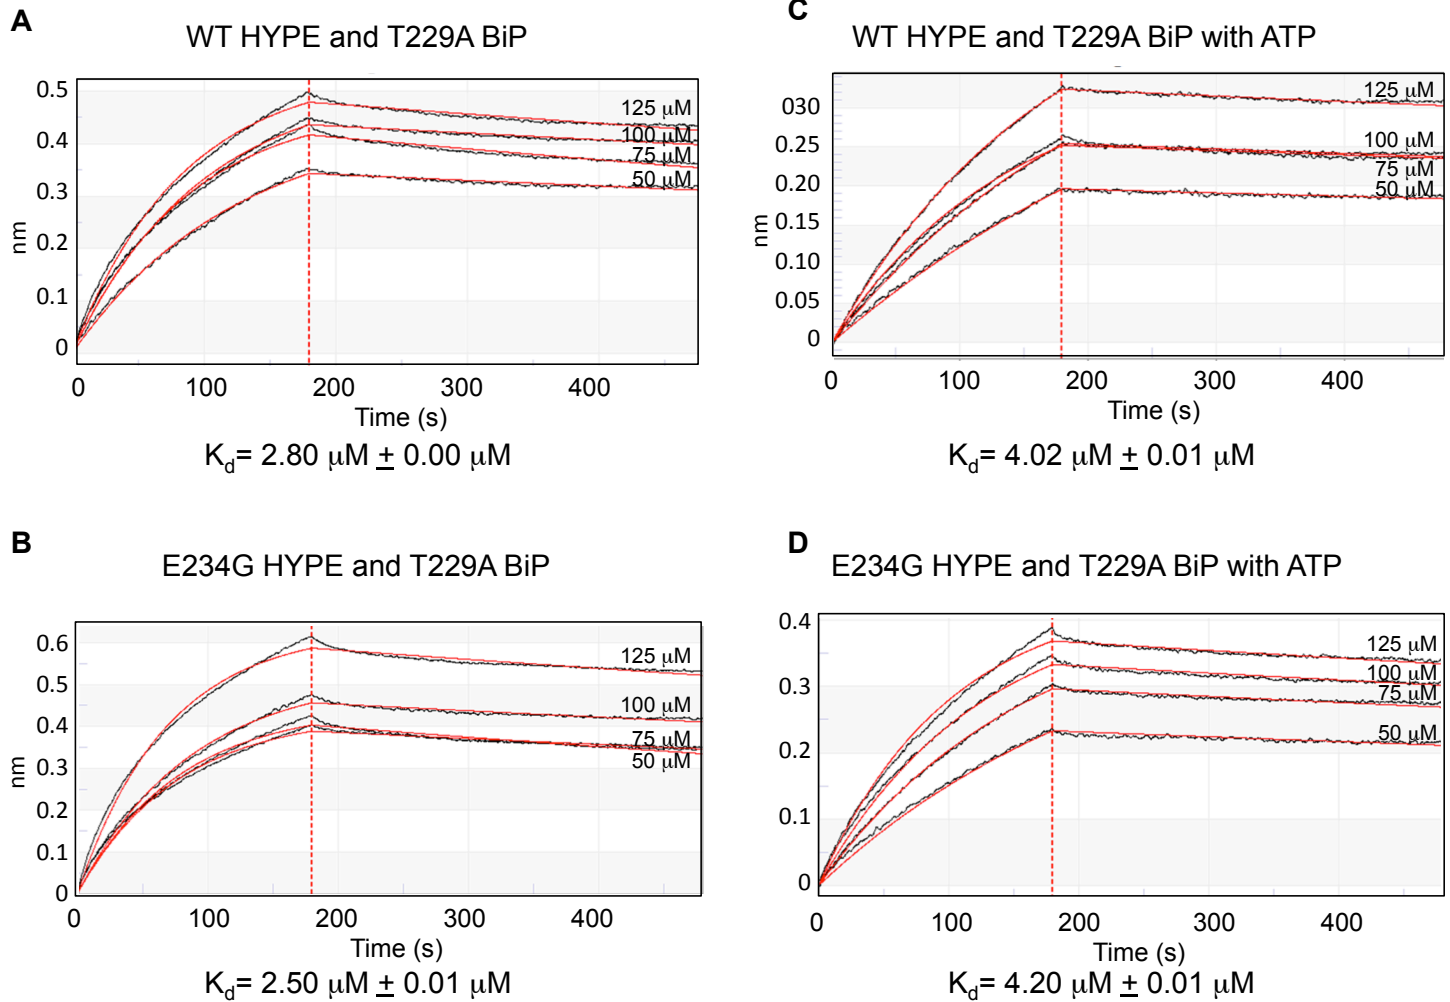 A
WT HYPE and T229A BiP
0.5
0.4
0.3
0.2
0.1
0
nm
125 μM
100 μM
75 μM
50 μM
0 100 200 300 400
Time (s)
Kd= 2.80 μM ± 0.00 μM
B
E234G HYPE and T229A BiP
0.6
0.5
0.4
0.3
0.2
0.1
0
nm
125 μM
100 μM
75 μM
50 μM
0 100 200 300 400
Time (s)
Kd= 2.50 μM ± 0.01 μM
C
WT HYPE and T229A BiP with ATP
030
0.25
0.20
0.15
0.10
0.05
0
nm
125 μM
100 μM
75 μM
50 μM
0 100 200 300 400
Time (s)
Kd= 4.02 μM ± 0.01 μM
D
E234G HYPE and T229A BiP with ATP
0.4
0.3
0.2
0.1
0
125 μM
100 μM
75 μM
50 μM
0 100 200 300 400
Time (s)
Kd= 4.20 μM ± 0.01 μM